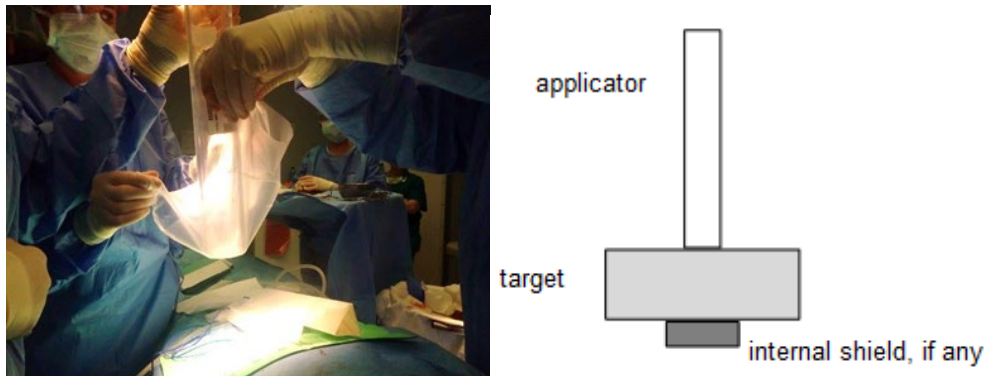 applicator
target
internal shield, if any